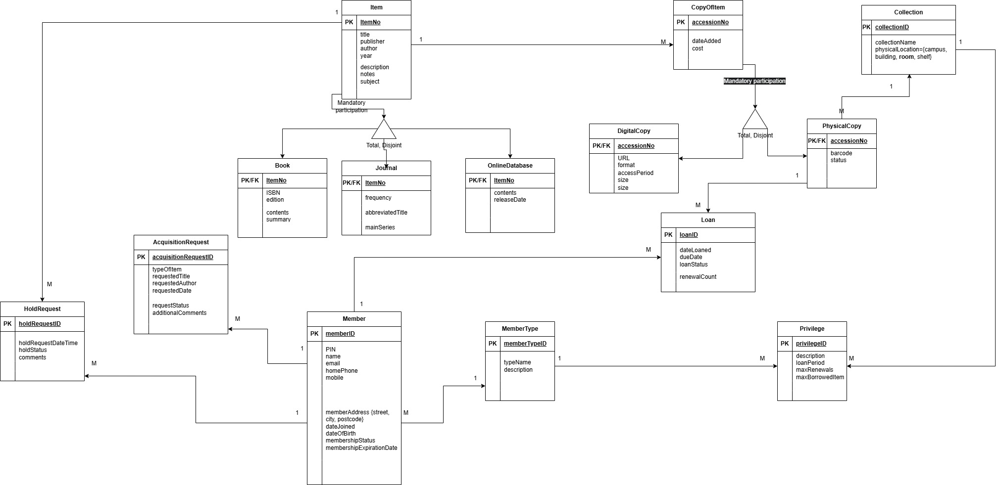 1
Item
PK ItemNo
title
publisher
author
year
description
notes
subject
Mandatory
participation
Total, Disjoint
1
M
CopyOfItem
PK accessionNo
dateAdded
cost
Mandatory participation
Total, Disjoint
Collection
PK collectionID
collectionName
physicalLocation={campus,
building, room, shelf}
1
1
M
PhysicalCopy
PK/FK accessionNo
barcode
status
1
DigitalCopy
PK/FK accessionNo
URL
format
accessPeriod
size
size
Book
PK/FK ItemNo
ISBN
edition
contents
summary
Journal
PK/FK ItemNo
frequency
abbreviatedTitle
mainSeries
OnlineDatabase
PK/FK ItemNo
contents
releaseDate
M
Loan
PK loanID
dateLoaned
dueDate
loanStatus
renewalCount
M
AcquisitionRequest
PK acquisitionRequestID
typeOfItem
requestedTitle
requestedAuthor
requestedDate
requestStatus
additionalComments
M
M
HoldRequest
PK holdRequestID
holdRequestDateTime
holdStatus
comments
M
1
Member
PK memberID
PIN
name
email
homePhone
mobile
memberAddress {street,
city, postcode}
dateJoined
dateOfBirth
membershipStatus
membershipExpirationDate
1
1
M
1
MemberType
PK memberTypeID
typeName
description
1
M
Privilege
PK privilegeID
description
loanPeriod
maxRenewals
maxBorrowedItem
M